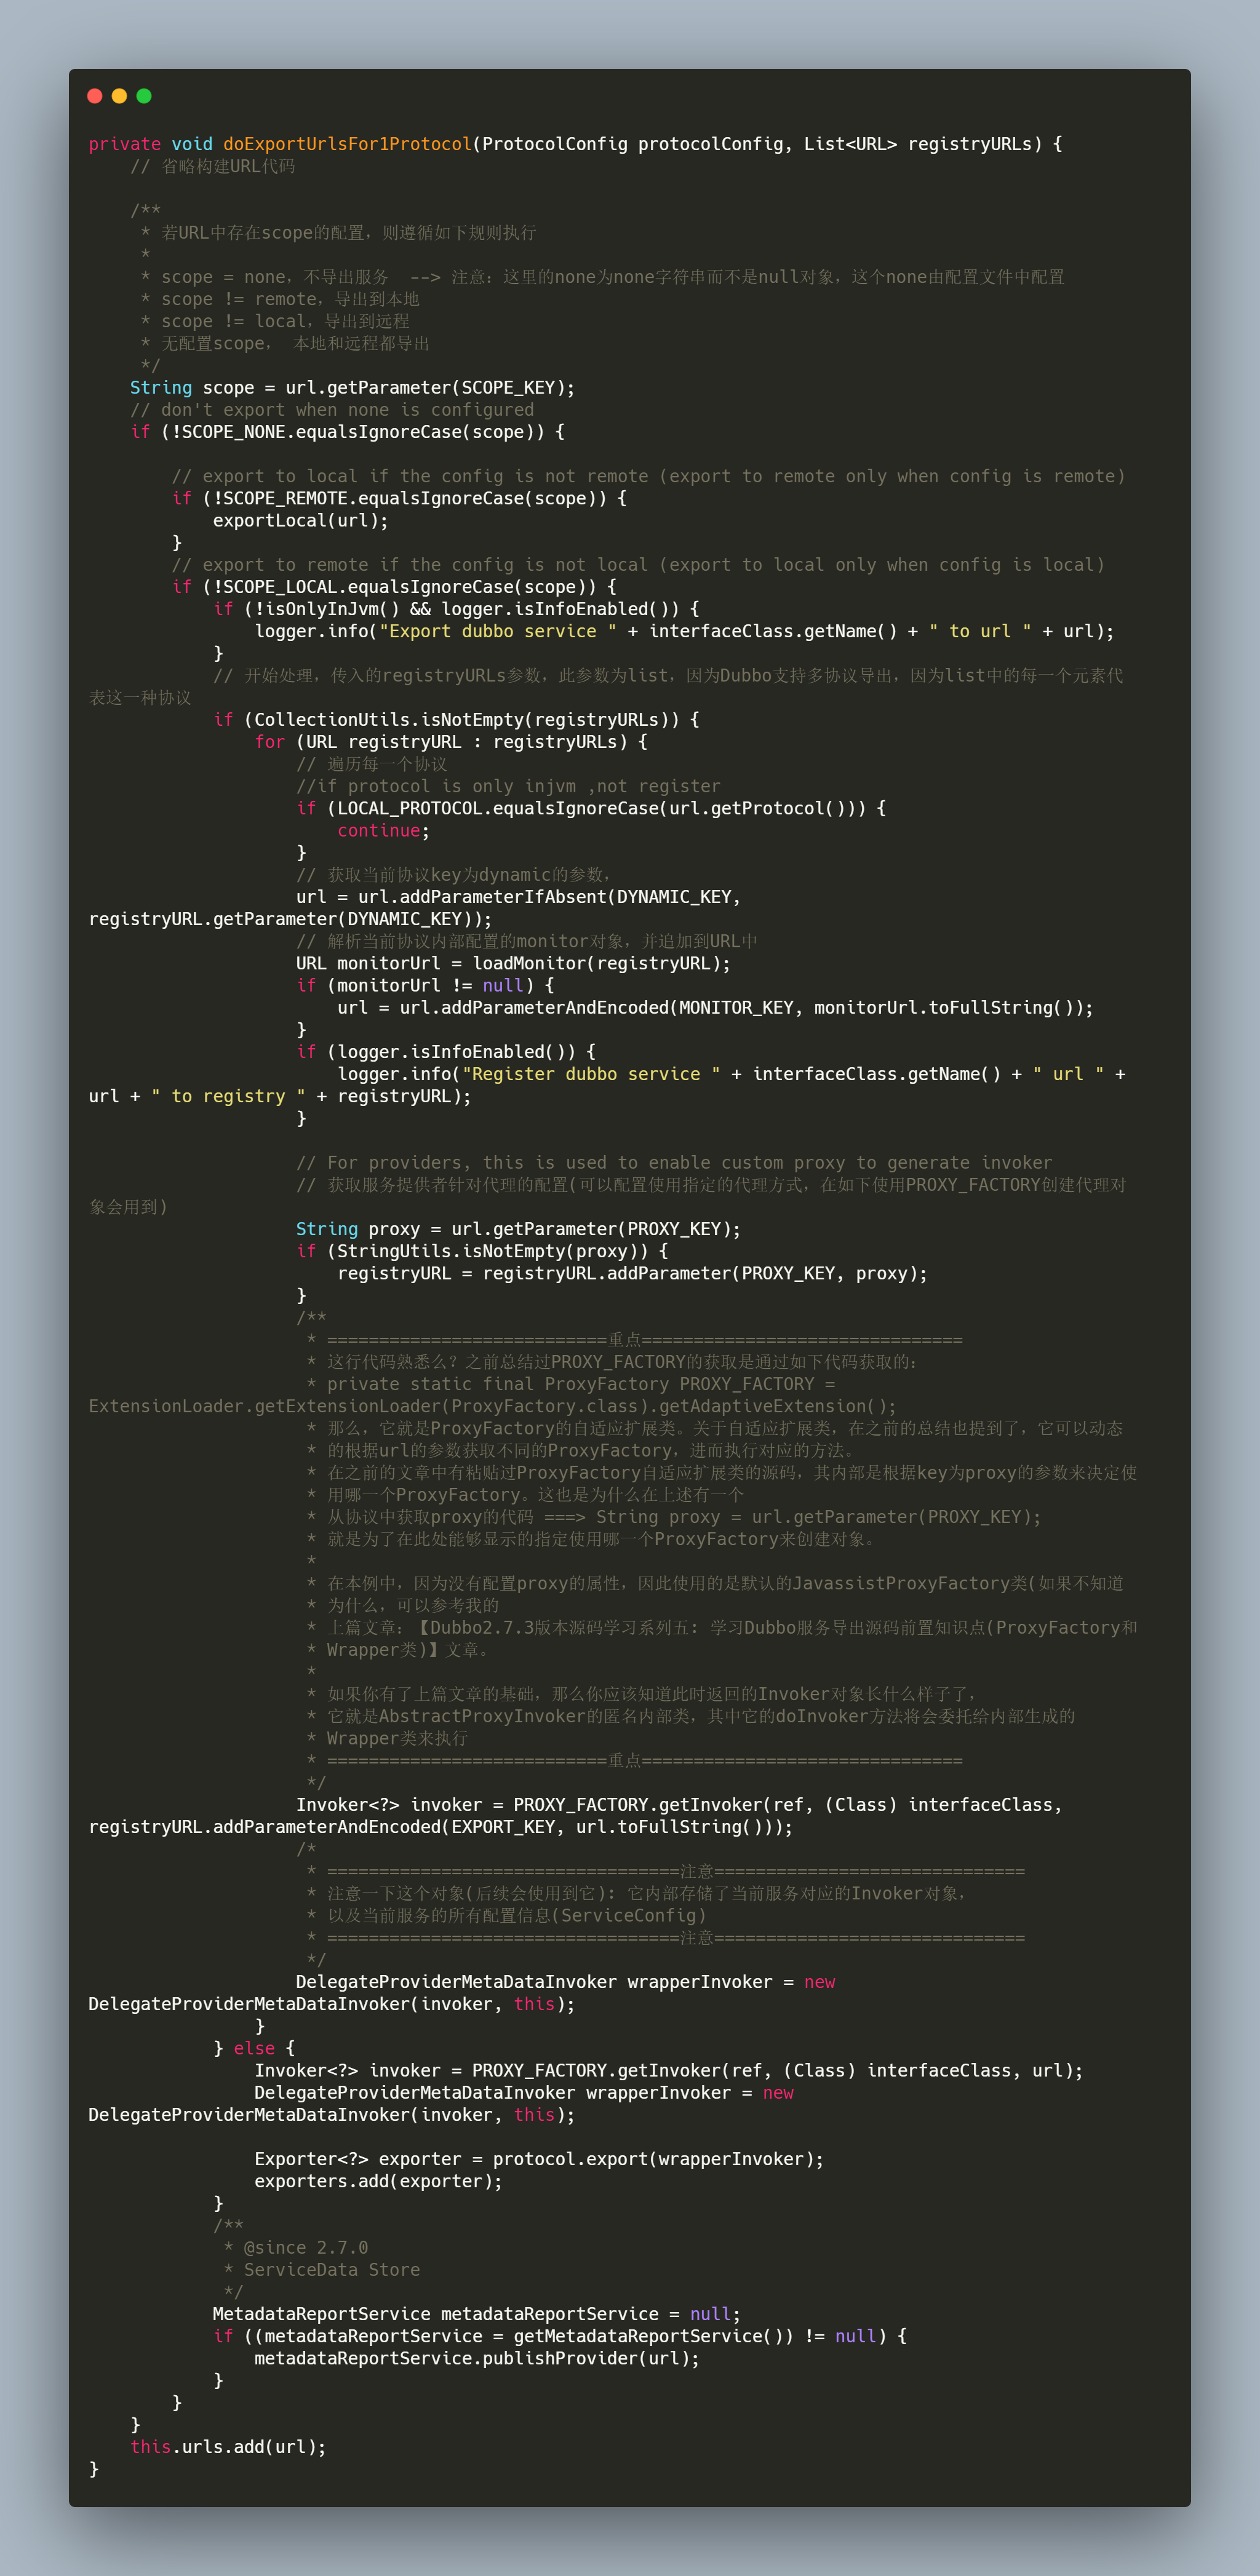 private void doExportUrlsFor1Protocol(ProtocolConfig protocolConfig, List<URL> registryURLs) {
    // 省略构建URL代码

    /**
     * 若URL中存在scope的配置，则遵循如下规则执行
     *
     * scope = none，不导出服务  --> 注意：这里的none为none字符串而不是null对象，这个none由配置文件中配置
     * scope != remote，导出到本地
     * scope != local，导出到远程
     * 无配置scope， 本地和远程都导出
     */
    String scope = url.getParameter(SCOPE_KEY);
    // don't export when none is configured
    if (!SCOPE_NONE.equalsIgnoreCase(scope)) {

        // export to local if the config is not remote (export to remote only when config is remote)
        if (!SCOPE_REMOTE.equalsIgnoreCase(scope)) {
            exportLocal(url);
        }
        // export to remote if the config is not local (export to local only when config is local)
        if (!SCOPE_LOCAL.equalsIgnoreCase(scope)) {
            if (!isOnlyInJvm() && logger.isInfoEnabled()) {
                logger.info("Export dubbo service " + interfaceClass.getName() + " to url " + url);
            }
            // 开始处理，传入的registryURLs参数，此参数为list，因为Dubbo支持多协议导出，因为list中的每一个元素代
表这一种协议
            if (CollectionUtils.isNotEmpty(registryURLs)) {
                for (URL registryURL : registryURLs) {
                    // 遍历每一个协议
                    //if protocol is only injvm ,not register
                    if (LOCAL_PROTOCOL.equalsIgnoreCase(url.getProtocol())) {
                        continue;
                    }
                    // 获取当前协议key为dynamic的参数，
                    url = url.addParameterIfAbsent(DYNAMIC_KEY,
registryURL.getParameter(DYNAMIC_KEY));
                    // 解析当前协议内部配置的monitor对象，并追加到URL中
                    URL monitorUrl = loadMonitor(registryURL);
                    if (monitorUrl != null) {
                        url = url.addParameterAndEncoded(MONITOR_KEY, monitorUrl.toFullString());
                    }
                    if (logger.isInfoEnabled()) {
                        logger.info("Register dubbo service " + interfaceClass.getName() + " url " +
url + " to registry " + registryURL);
                    }

                    // For providers, this is used to enable custom proxy to generate invoker
                    // 获取服务提供者针对代理的配置(可以配置使用指定的代理方式，在如下使用PROXY_FACTORY创建代理对
象会用到)
                    String proxy = url.getParameter(PROXY_KEY);
                    if (StringUtils.isNotEmpty(proxy)) {
                        registryURL = registryURL.addParameter(PROXY_KEY, proxy);
                    }
                    /**
                     * ===========================重点===============================
                     * 这行代码熟悉么？之前总结过PROXY_FACTORY的获取是通过如下代码获取的：
                     * private static final ProxyFactory PROXY_FACTORY =
ExtensionLoader.getExtensionLoader(ProxyFactory.class).getAdaptiveExtension();
                     * 那么，它就是ProxyFactory的自适应扩展类。关于自适应扩展类，在之前的总结也提到了，它可以动态
                     * 的根据url的参数获取不同的ProxyFactory，进而执行对应的方法。
                     * 在之前的文章中有粘贴过ProxyFactory自适应扩展类的源码，其内部是根据key为proxy的参数来决定使
                     * 用哪一个ProxyFactory。这也是为什么在上述有一个
                     * 从协议中获取proxy的代码 ===> String proxy = url.getParameter(PROXY_KEY);
                     * 就是为了在此处能够显示的指定使用哪一个ProxyFactory来创建对象。
                     *
                     * 在本例中，因为没有配置proxy的属性，因此使用的是默认的JavassistProxyFactory类(如果不知道
                     * 为什么，可以参考我的
                     * 上篇文章：【Dubbo2.7.3版本源码学习系列五: 学习Dubbo服务导出源码前置知识点(ProxyFactory和
                     * Wrapper类)】文章。
                     *
                     * 如果你有了上篇文章的基础，那么你应该知道此时返回的Invoker对象长什么样子了，
                     * 它就是AbstractProxyInvoker的匿名内部类，其中它的doInvoker方法将会委托给内部生成的
                     * Wrapper类来执行
                     * ===========================重点===============================
                     */
                    Invoker<?> invoker = PROXY_FACTORY.getInvoker(ref, (Class) interfaceClass,
registryURL.addParameterAndEncoded(EXPORT_KEY, url.toFullString()));
                    /*
                     * ==================================注意==============================
                     * 注意一下这个对象(后续会使用到它): 它内部存储了当前服务对应的Invoker对象，
                     * 以及当前服务的所有配置信息(ServiceConfig)
                     * ==================================注意==============================
                     */
                    DelegateProviderMetaDataInvoker wrapperInvoker = new
DelegateProviderMetaDataInvoker(invoker, this);
                }
            } else {
                Invoker<?> invoker = PROXY_FACTORY.getInvoker(ref, (Class) interfaceClass, url);
                DelegateProviderMetaDataInvoker wrapperInvoker = new
DelegateProviderMetaDataInvoker(invoker, this);

                Exporter<?> exporter = protocol.export(wrapperInvoker);
                exporters.add(exporter);
            }
            /**
             * @since 2.7.0
             * ServiceData Store
             */
            MetadataReportService metadataReportService = null;
            if ((metadataReportService = getMetadataReportService()) != null) {
                metadataReportService.publishProvider(url);
            }
        }
    }
    this.urls.add(url);
}